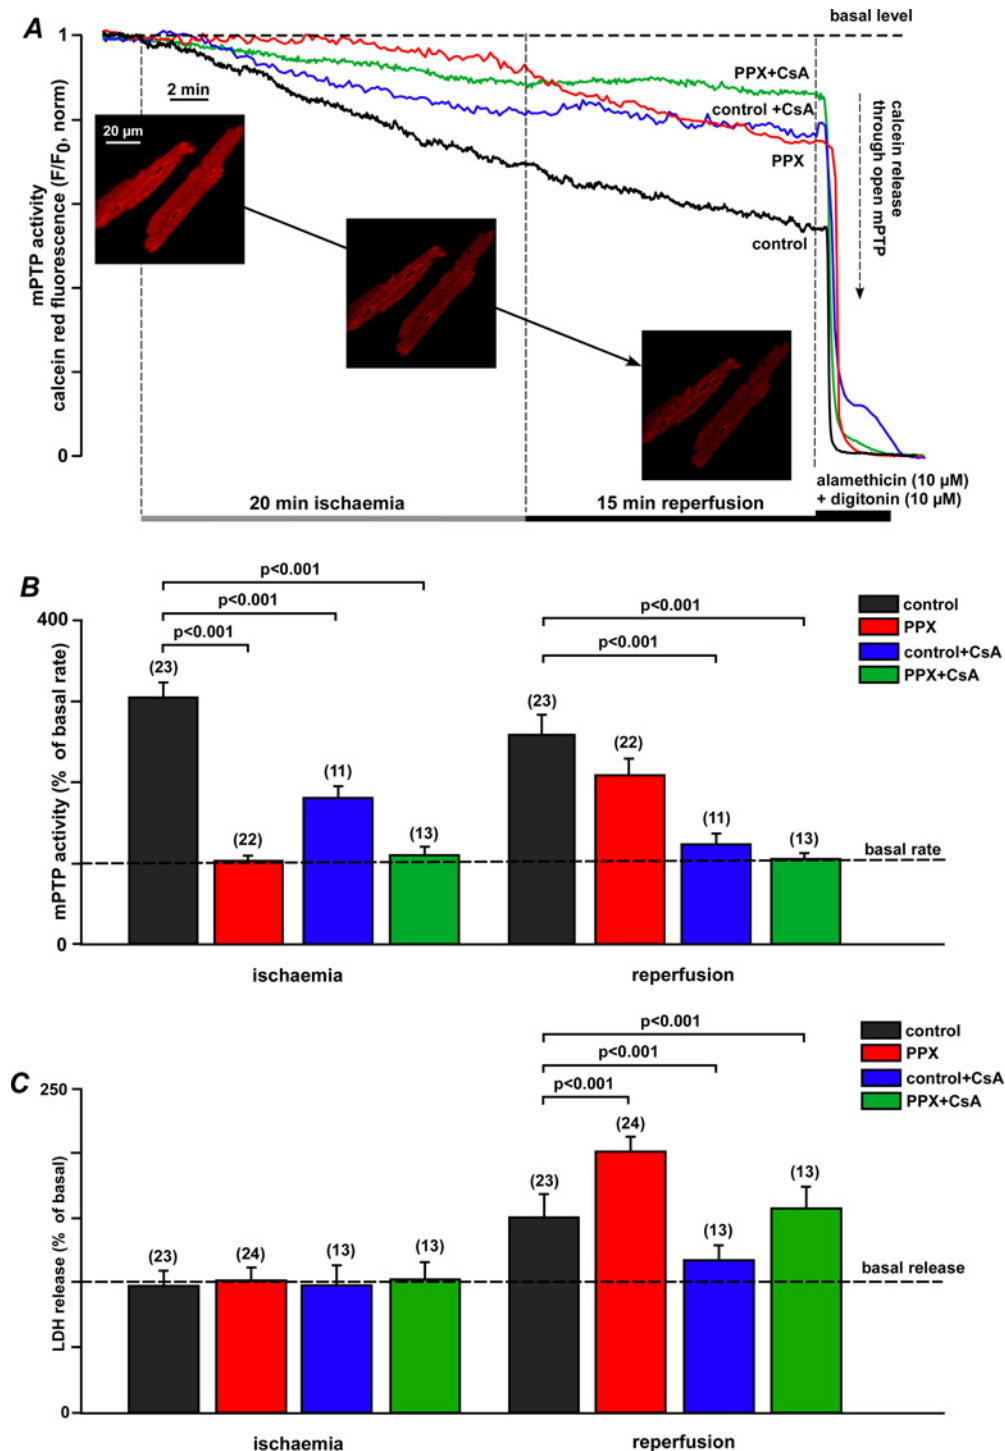 A
basal level
1
2 min
20 µm
PPX+CsA
control +CsA
PPX
control
calcein release
through open mPTP
mPTP activity
calcein red fluorescence (F/F0, norm)
0
20 min ischaemia
15 min reperfusion
alamethicin (10 µM)
+ digitonin (10 µM)
B
p<0.001
p<0.001
p<0.001
p<0.001
p<0.001
control
PPX
control+CsA
PPX+CsA
400
(23)
(22)
(11)
(13)
(23)
(22)
(11)
(13)
basal rate
mPTP activity (% of basal rate)
0
ischaemia
reperfusion
C
p<0.001
p<0.001
p<0.001
control
PPX
control+CsA
PPX+CsA
250
(23)
(24)
(13)
(13)
(23)
(24)
(13)
(13)
basal release
LDH release (% of basal)
0
ischaemia
reperfusion